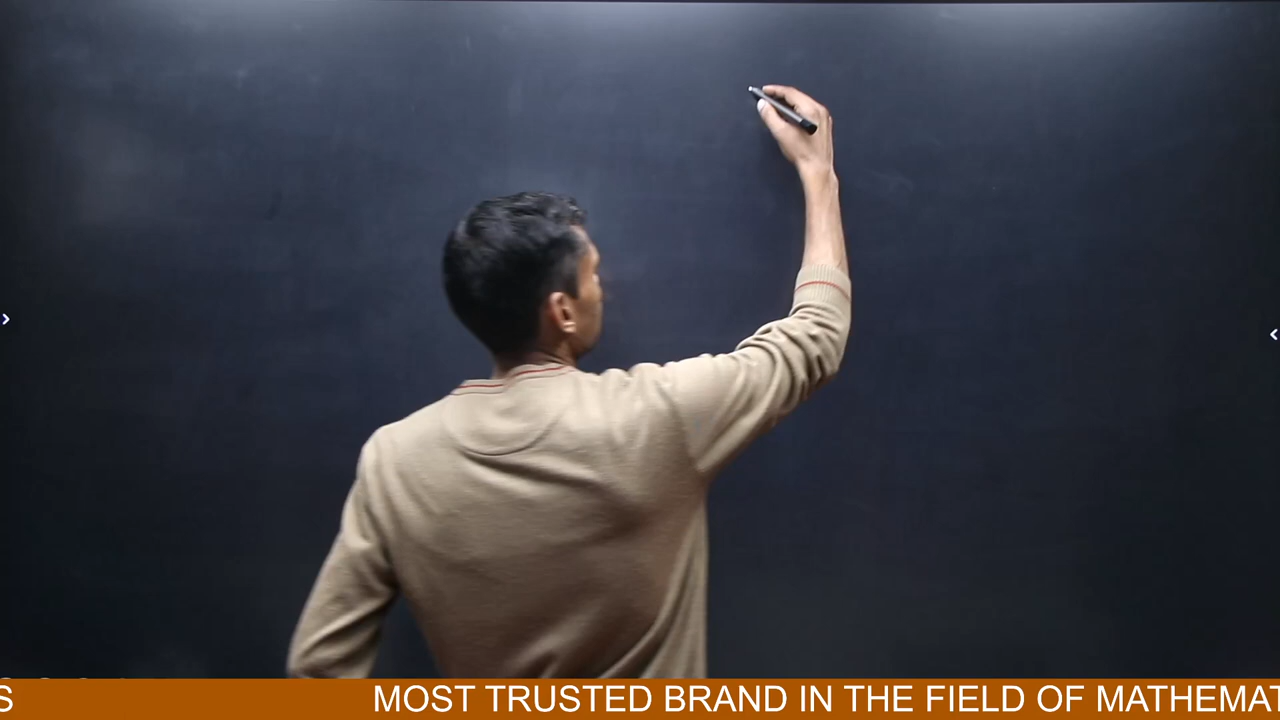 S MOST TRUSTED BRAND IN THE FIELD OF MATHEMAT